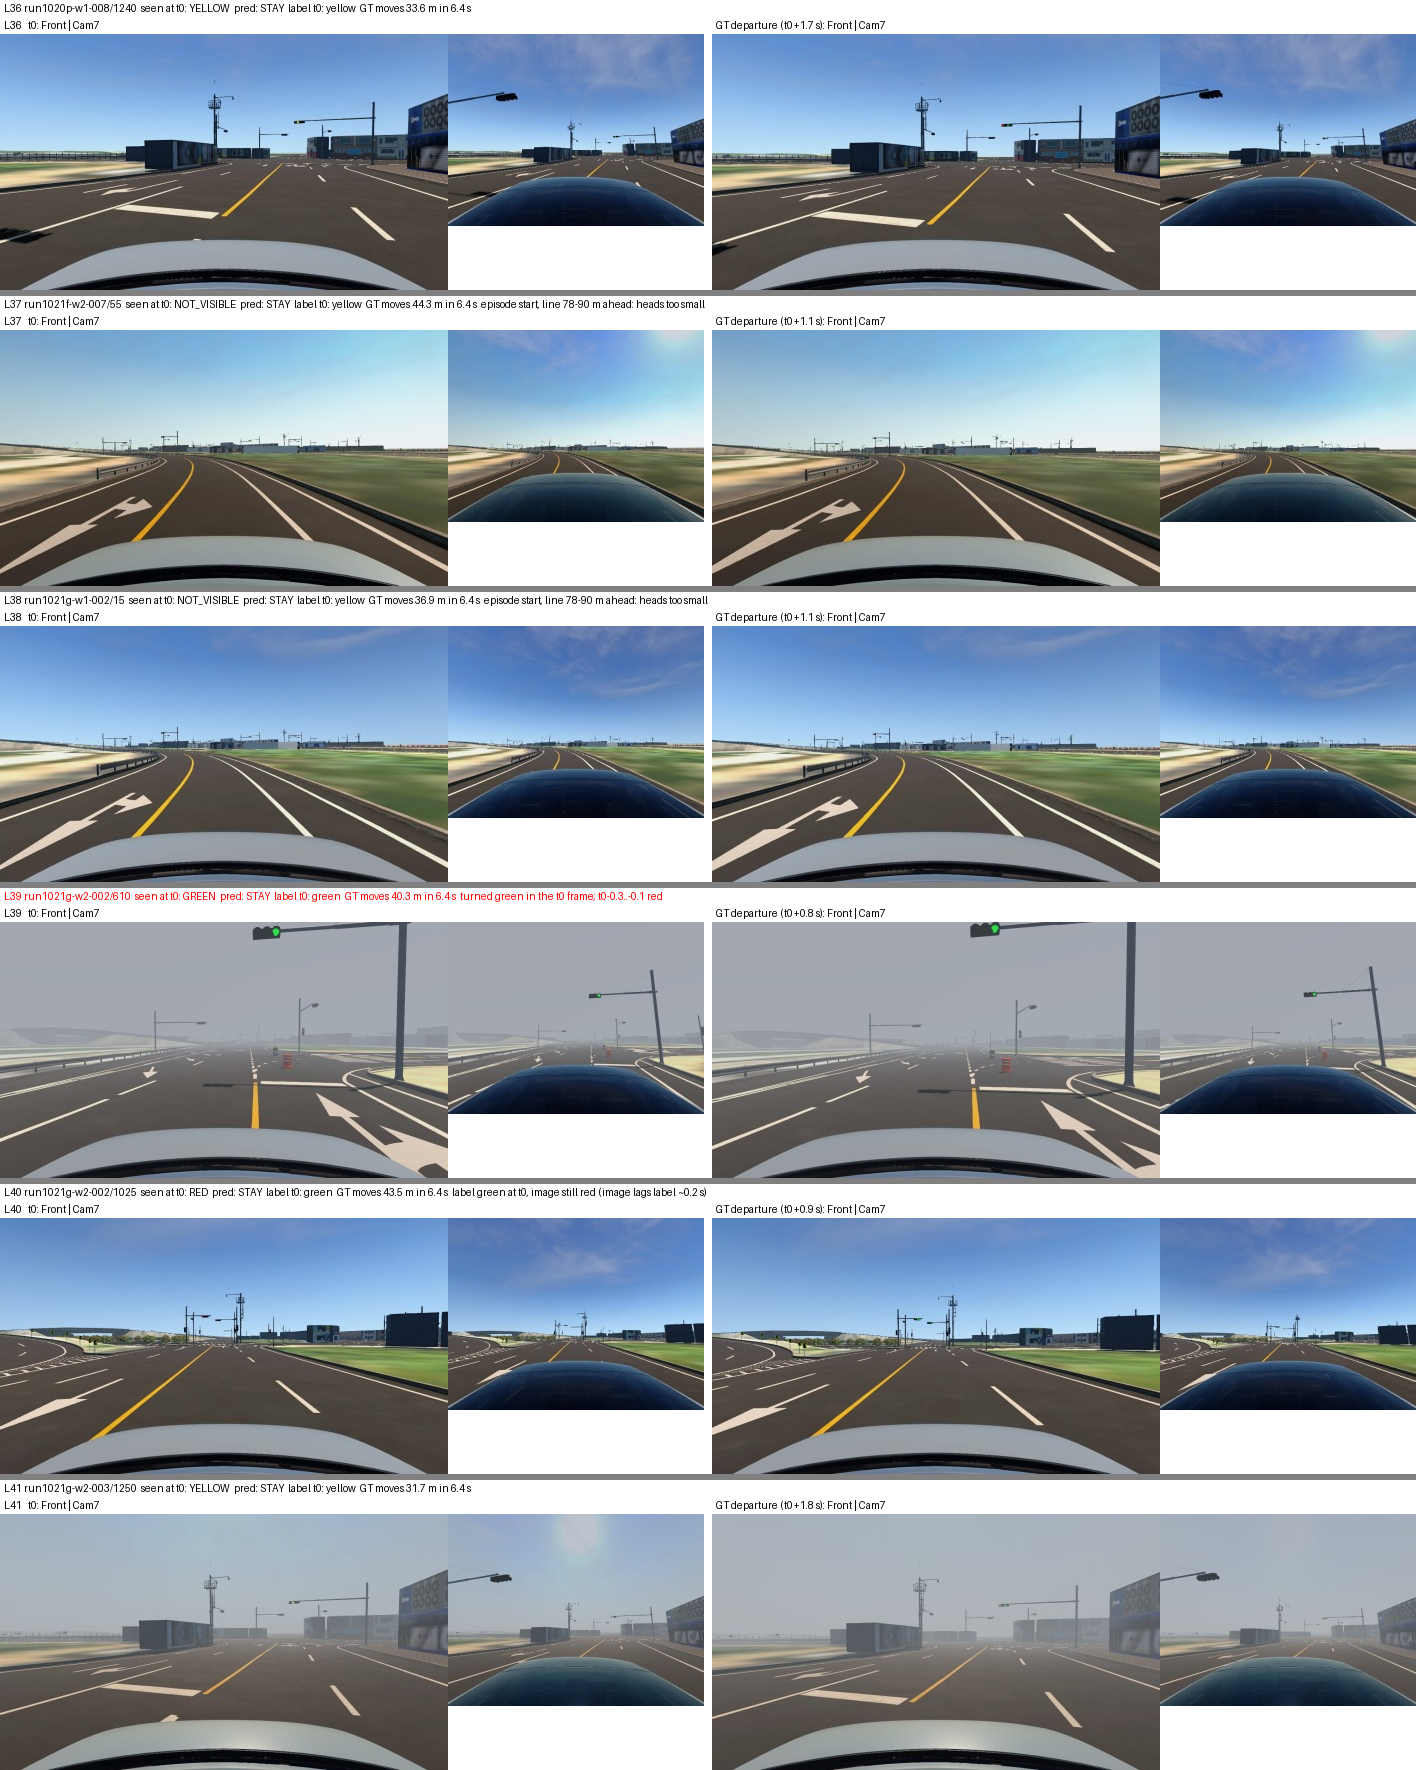 L36 run1020p-w1-008/1240 seen at t0: YELLOW pred: STAY label t0: yellow GT moves 33.6 m in 6.4 s
L36 t0: Front | Cam7
GT departure (t0+1.7 s): Front | Cam7
L37 run1021f-w2-007/55 seen at t0: NOT_VISIBLE pred: STAY label t0: yellow GT moves 44.3 m in 6.4 s episode start, line 78-90 m ahead: heads too small
L37 t0: Front | Cam7
GT departure (t0+1.1 s): Front | Cam7
L38 run1021g-w1-002/15 seen at t0: NOT_VISIBLE pred: STAY label t0: yellow GT moves 36.9 m in 6.4 s episode start, line 78-90 m ahead: heads too small
L38 t0: Front | Cam7
GT departure (t0+1.1 s): Front | Cam7
L39 run1021g-w2-002/610 seen at t0: GREEN pred: STAY label t0: green GT moves 40.3 m in 6.4 s turned green in the t0 frame; t0-0.3..-0.1 red
L39 t0: Front | Cam7
GT departure (t0+0.8 s): Front | Cam7
L40 run1021g-w2-002/1025 seen at t0: RED pred: STAY label t0: green GT moves 43.5 m in 6.4 s label green at t0, image still red (image lags label ~0.2 s)
L40 t0: Front | Cam7
GT departure (t0+0.9 s): Front | Cam7
L41 run1021g-w2-003/1250 seen at t0: YELLOW pred: STAY label t0: yellow GT moves 31.7 m in 6.4 s
L41 t0: Front | Cam7
GT departure (t0+1.8 s): Front | Cam7